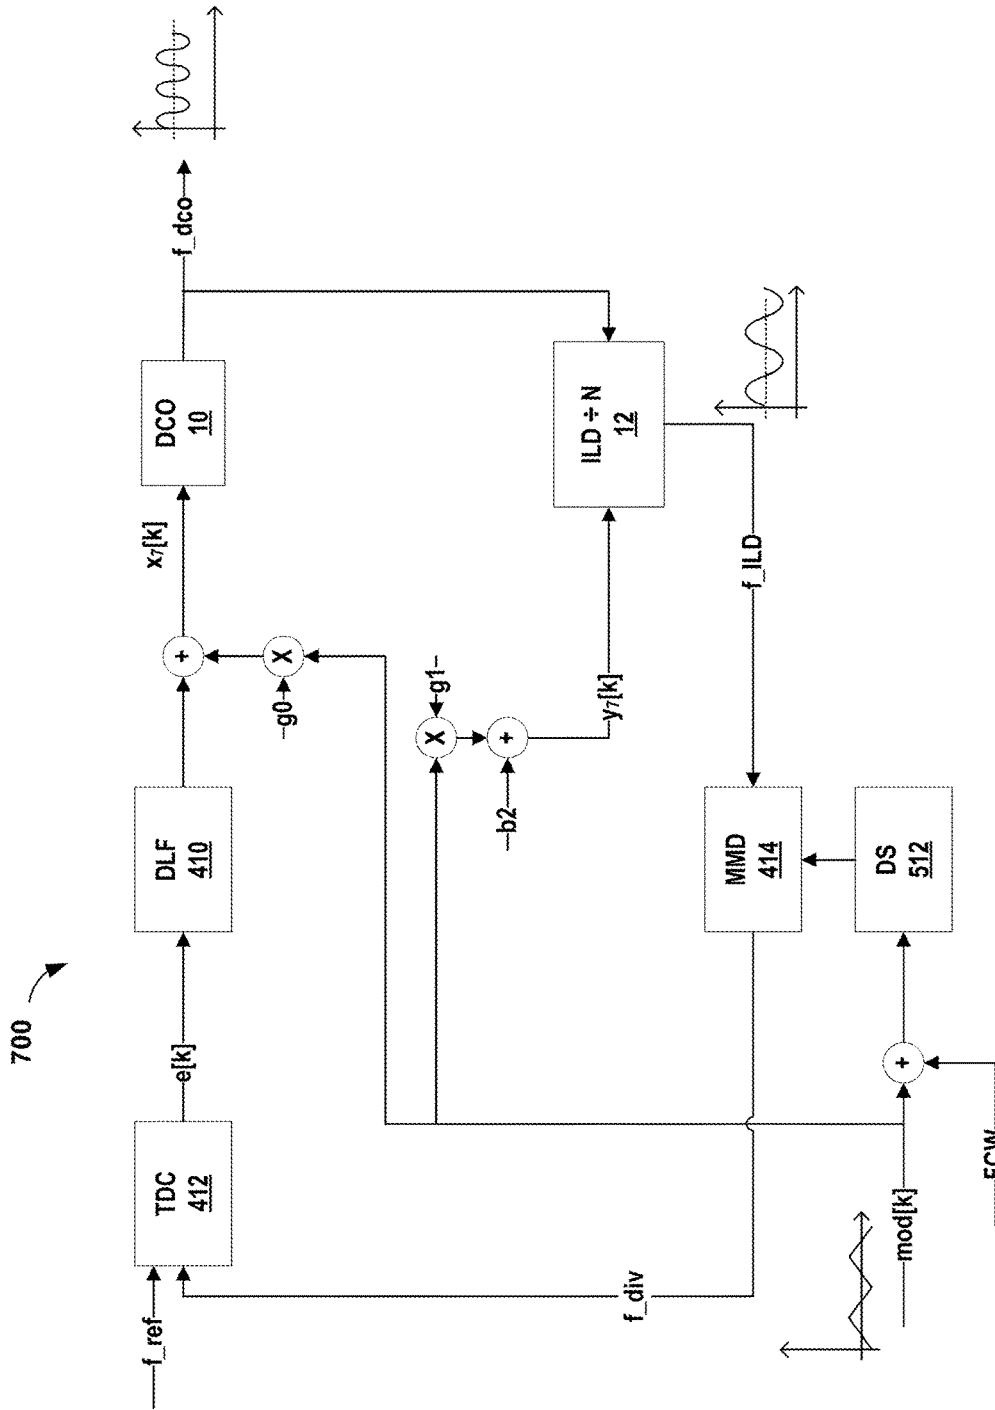 700
f_ref
TDC
412
e[k]
DLF
410
+
x₇[k]
DCO
10
f_dco
-g0-
X
X
-g1-
-b2
+
y₇[k]
ILD ÷ N
12
f_ILD
MMD
414
DS
512
f_div
mod[k]
+